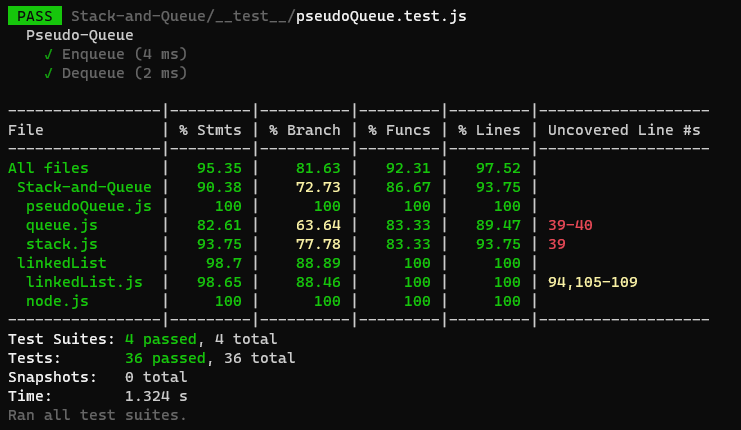 PASS Stack-and-Queue/__test__/pseudoQueue.test.js
  Pseudo-Queue
    √ Enqueue (4 ms)
    √ Dequeue (2 ms)
-----------------|---------|----------|---------|---------|-------------------
File             | % Stmts | % Branch | % Funcs | % Lines | Uncovered Line #s
-----------------|---------|----------|---------|---------|-------------------
All files        |   95.35 |    81.63 |   92.31 |   97.52 |
 Stack-and-Queue |   90.38 |    72.73 |   86.67 |   93.75 |
  pseudoQueue.js |     100 |      100 |     100 |     100 |
  queue.js       |   82.61 |    63.64 |   83.33 |   89.47 | 39-40
  stack.js       |   93.75 |    77.78 |   83.33 |   93.75 | 39
 linkedList      |    98.7 |    88.89 |     100 |     100 |
  linkedList.js  |   98.65 |    88.46 |     100 |     100 | 94,105-109
  node.js        |     100 |      100 |     100 |     100 |
-----------------|---------|----------|---------|---------|-------------------
Test Suites: 4 passed, 4 total
Tests:       36 passed, 36 total
Snapshots:   0 total
Time:        1.324 s
Ran all test suites.